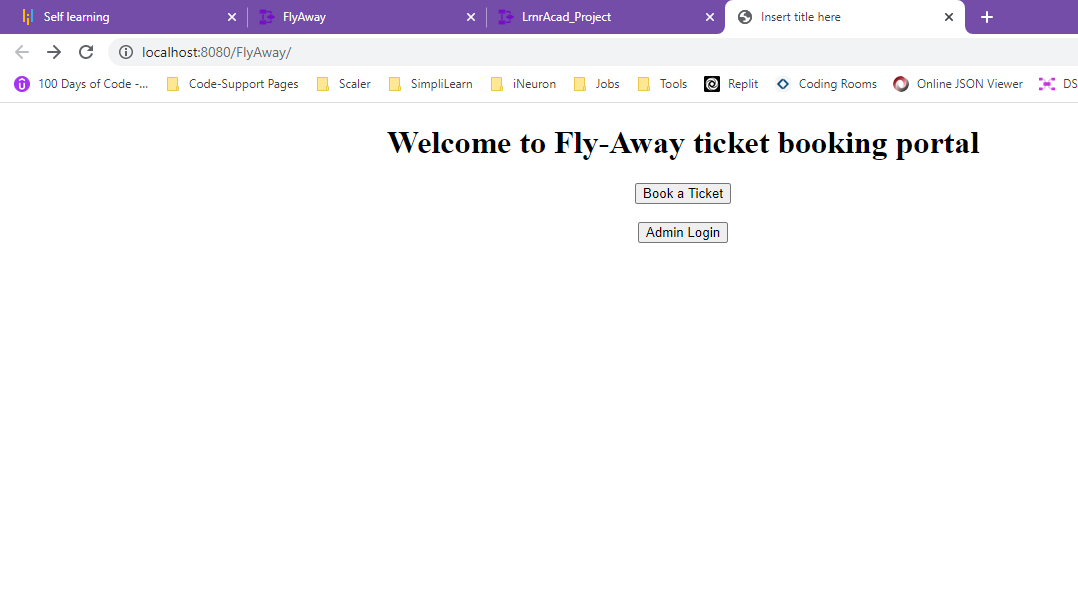 Self learning
FlyAway
LrnrAcad_Project
Insert title here
localhost:8080/FlyAway/
100 Days of Code -...
Code-Support Pages
Scaler
SimpliLearn
iNeuron
Jobs
Tools
Replit
Coding Rooms
Online JSON Viewer
DS
Welcome to Fly-Away ticket booking portal
Book a Ticket
Admin Login